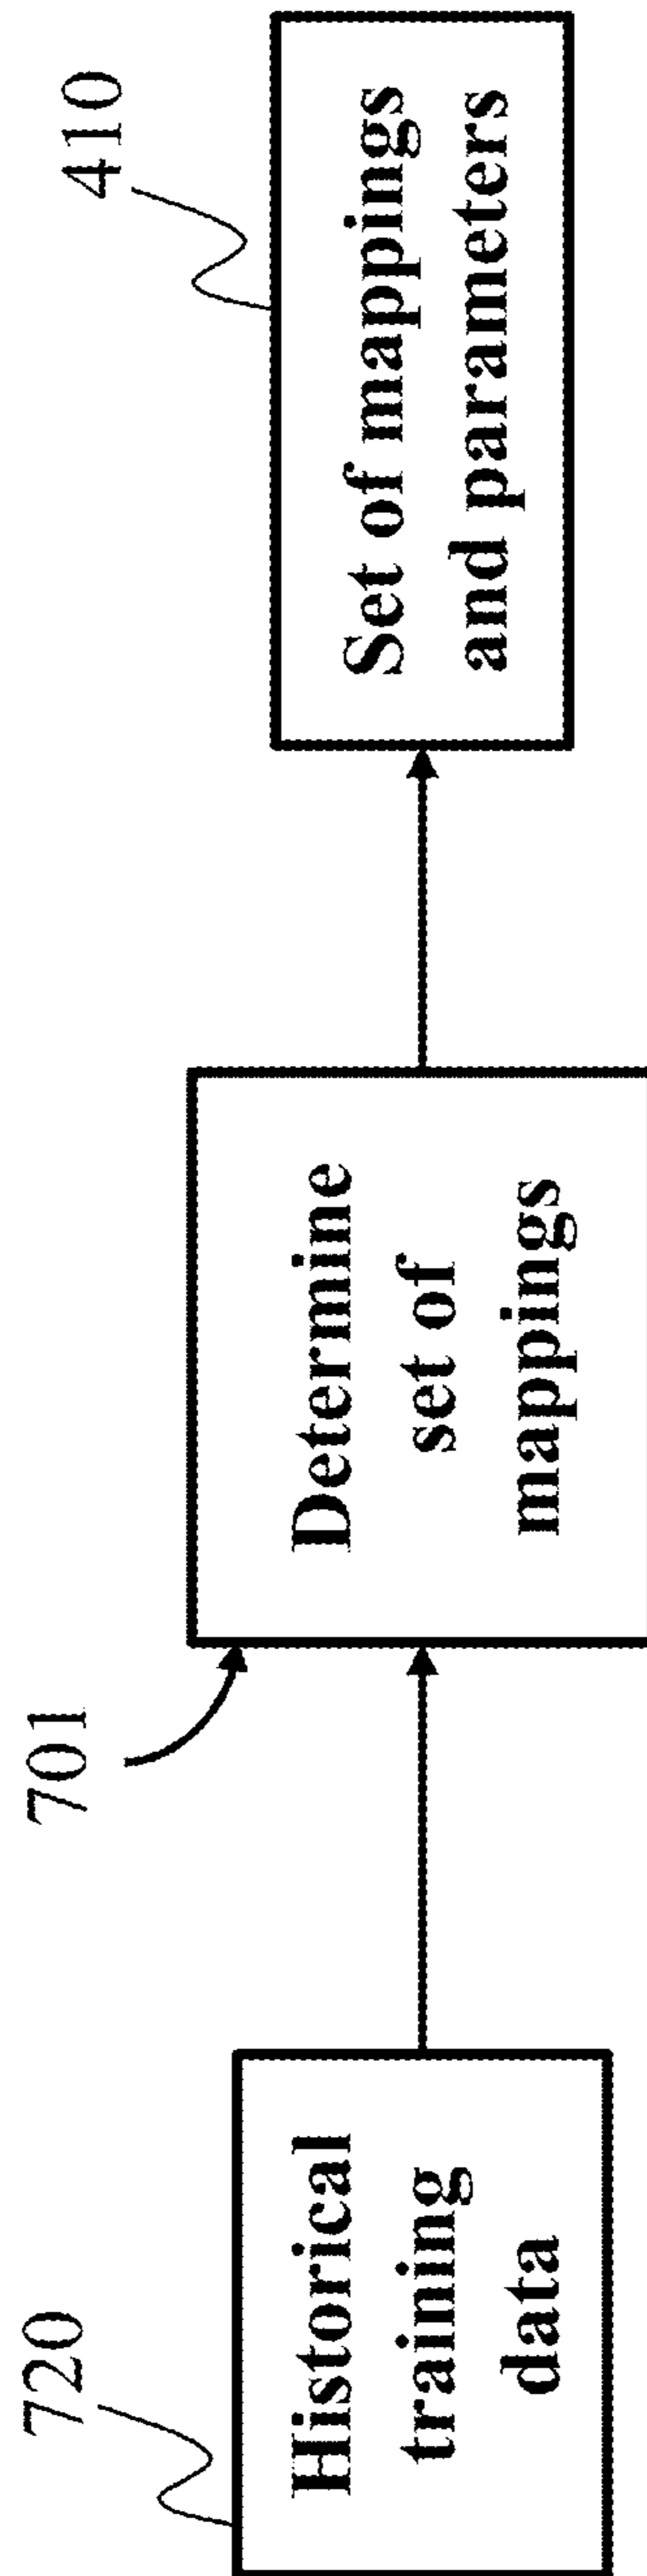 720
Historical
training
data
701
Determine
set of
mappings
410
Set of mappings
and parameters